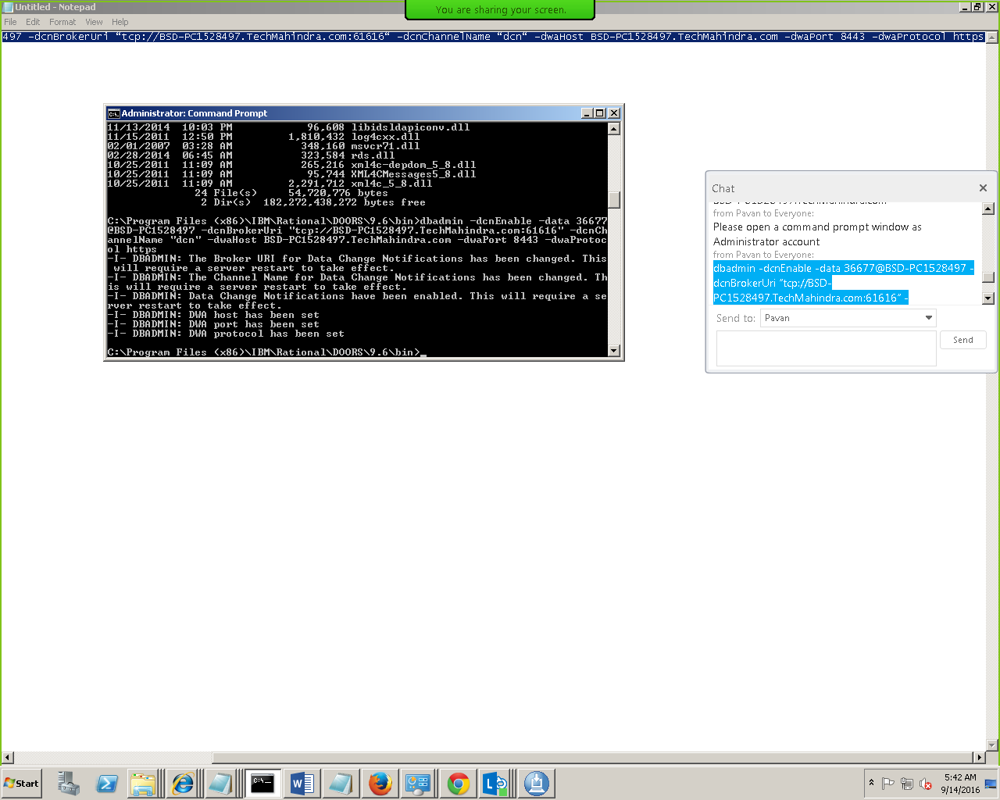 Untitled - Notepad
You are sharing your screen.
File Edit Format View Help
497 -dcnBrokerUri “tcp://BSD-PC1528497.TechMahindra.com:61616” -dcnChannelName “dcn” -dwaHost BSD-PC1528497.TechMahindra.com -dwaPort 8443 -dwaProtocol https
Administrator: Command Prompt
11/13/2014 10:03 PM 96,608 libidsldapiconv.dll
11/15/2011 12:50 PM 1,810,432 log4cxx.dll
02/01/2007 03:28 AM 348,160 msvcr71.dll
02/28/2014 06:45 AM 323,584 rds.dll
10/25/2011 11:09 AM 265,216 xml4c-depdom_5_8.dll
10/25/2011 11:09 AM 95,744 XML4CMessages5_8.dll
10/25/2011 11:09 AM 2,291,712 xml4c_5_8.dll
24 File(s) 54,720,776 bytes
2 Dir(s) 182,272,438,272 bytes free
C:\Program Files (x86)\IBM\Rational\DOORS\9.6\bin>dbadmin -dcnEnable -data 36677
@BSD-PC1528497 -dcnBrokerUri "tcp://BSD-PC1528497.TechMahindra.com:61616" -dcnCh
annelName "dcn" -dwaHost BSD-PC1528497.TechMahindra.com -dwaPort 8443 -dwaProtoc
ol https
-I- DBADMIN: The Broker URI for Data Change Notifications has been changed. This
will require a server restart to take effect.
-I- DBADMIN: The Channel Name for Data Change Notifications has been changed. Th
is will require a server restart to take effect.
-I- DBADMIN: Data Change Notifications have been enabled. This will require a se
rver restart to take effect.
-I- DBADMIN: DWA host has been set
-I- DBADMIN: DWA port has been set
-I- DBADMIN: DWA protocol has been set
C:\Program Files (x86)\IBM\Rational\DOORS\9.6\bin>_
Chat
from Pavan to Everyone:
Please open a command prompt window as
Administrator account
from Pavan to Everyone:
dbadmin -dcnEnable -data 36677@BSD-PC1528497 -
dcnBrokerUri “tcp://BSD-
PC1528497.TechMahindra.com:61616” -
Send to: Pavan
Send
Start
5:42 AM
9/14/2016